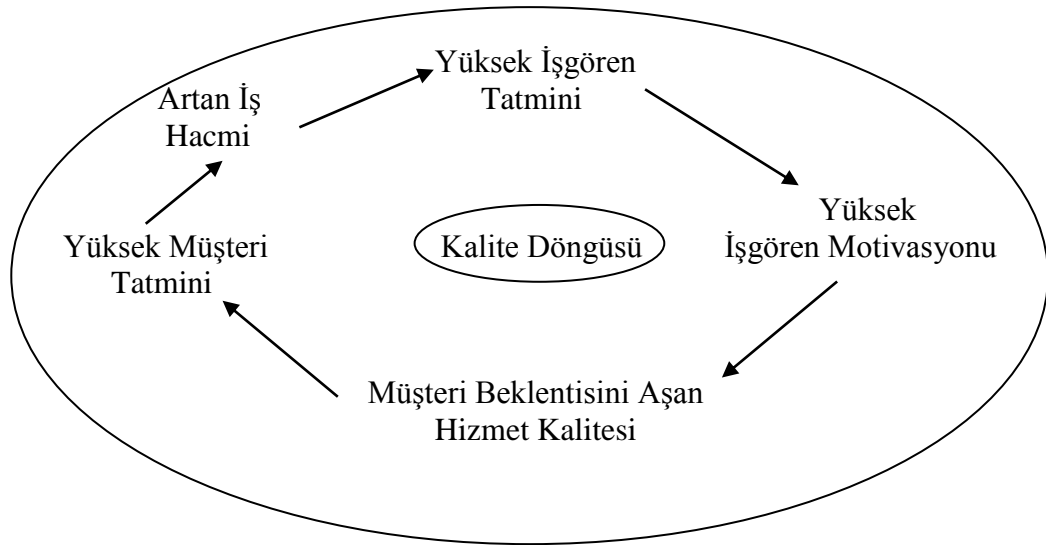 Yüksek İşgören
Tatmini
Artan İş
Hacmi
Yüksek
İşgören Motivasyonu
Yüksek Müşteri
Tatmini
Kalite Döngüsü
Müşteri Beklentisini Aşan
Hizmet Kalitesi